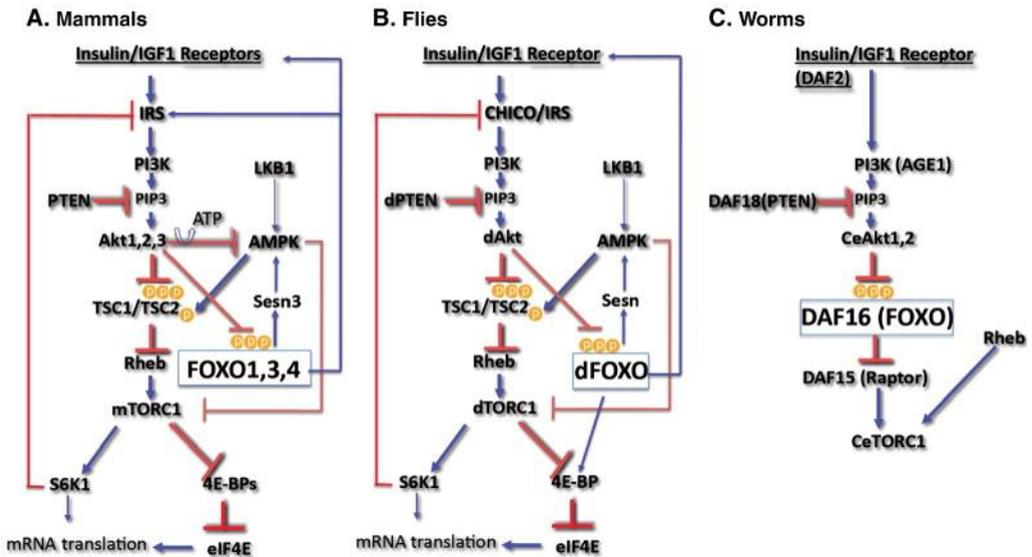 A. Mammals
Insulin/IGF1 Receptors
IRS
PI3K
LKB1
PTEN
PIP3
ATP
Akt1,2,3
AMPK
P P P
TSC1/TSC2
P
Sesn3
P P P
Rheb
FOXO1,3,4
mTORC1
S6K1
4E-BPs
mRNA translation
eIF4E
B. Flies
Insulin/IGF1 Receptor
CHICO/IRS
PI3K
LKB1
dPTEN
PIP3
dAkt
AMPK
P P P
TSC1/TSC2
P
Sesn
P P P
Rheb
dFOXO
dTORC1
S6K1
4E-BP
mRNA translation
eIF4E
C. Worms
Insulin/IGF1 Receptor
(DAF2)
PI3K (AGE1)
DAF18(PTEN)
PIP3
CeAkt1,2
P P P
DAF16 (FOXO)
Rheb
DAF15 (Raptor)
CeTORC1